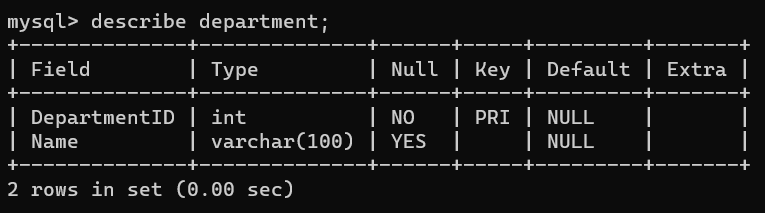 mysql> describe department;
+--------------+--------------+------+-----+---------+-------+
| Field        | Type         | Null | Key | Default | Extra |
+--------------+--------------+------+-----+---------+-------+
| DepartmentID | int          | NO   | PRI | NULL    |       |
| Name         | varchar(100) | YES  |     | NULL    |       |
+--------------+--------------+------+-----+---------+-------+
2 rows in set (0.00 sec)